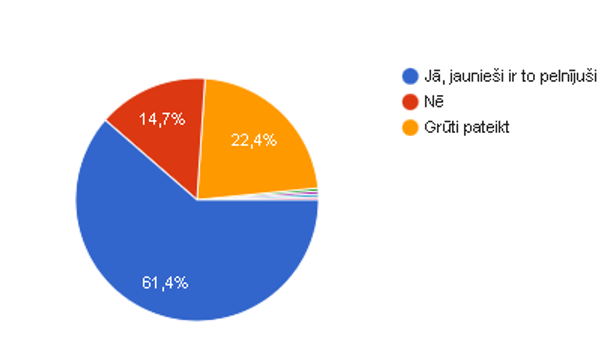 Jā, jaunieši ir to pelnījuši
Nē
Grūti pateikt
14,7%
22,4%
61,4%